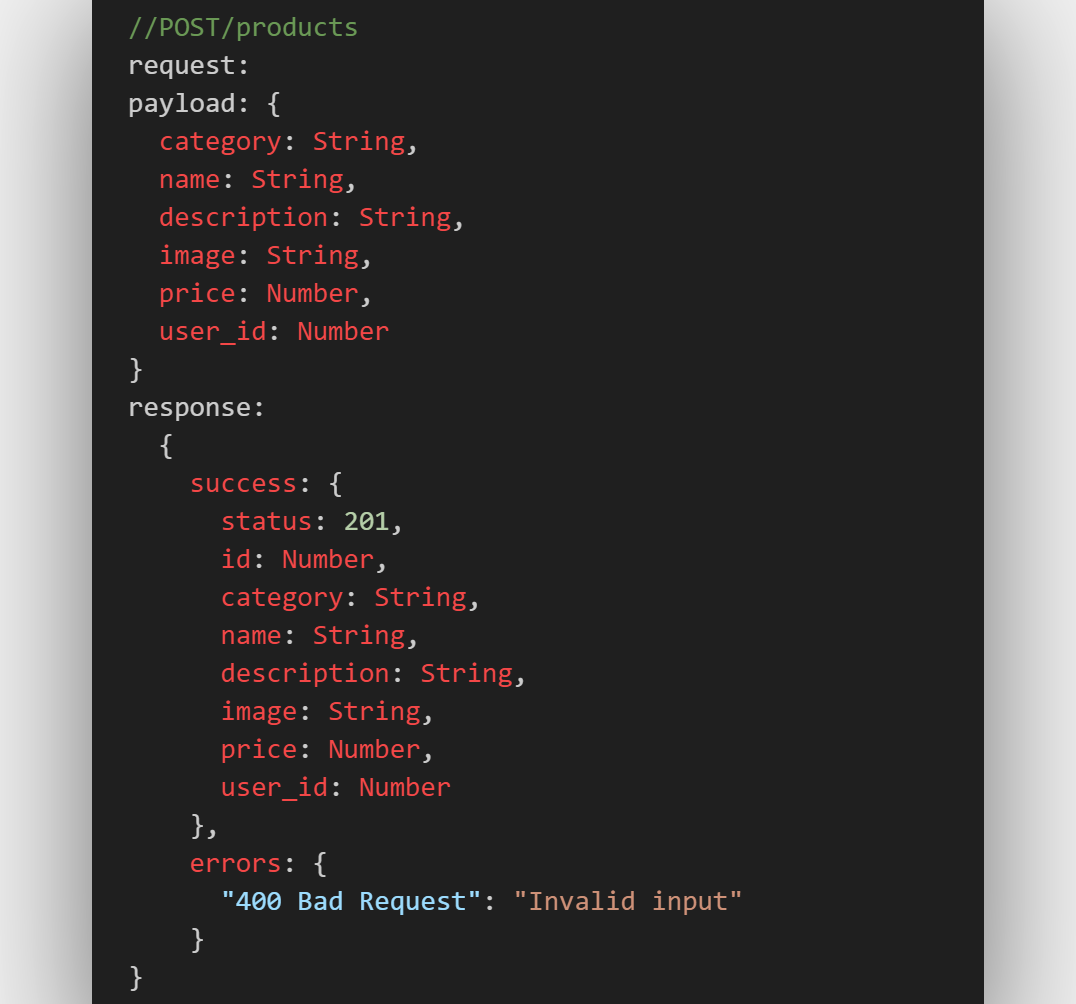 //POST/products
request:
payload: {
  category: String,
  name: String,
  description: String,
  image: String,
  price: Number,
  user_id: Number
}
response:
  {
    success: {
      status: 201,
      id: Number,
      category: String,
      name: String,
      description: String,
      image: String,
      price: Number,
      user_id: Number
    },
    errors: {
      "400 Bad Request": "Invalid input"
    }
}